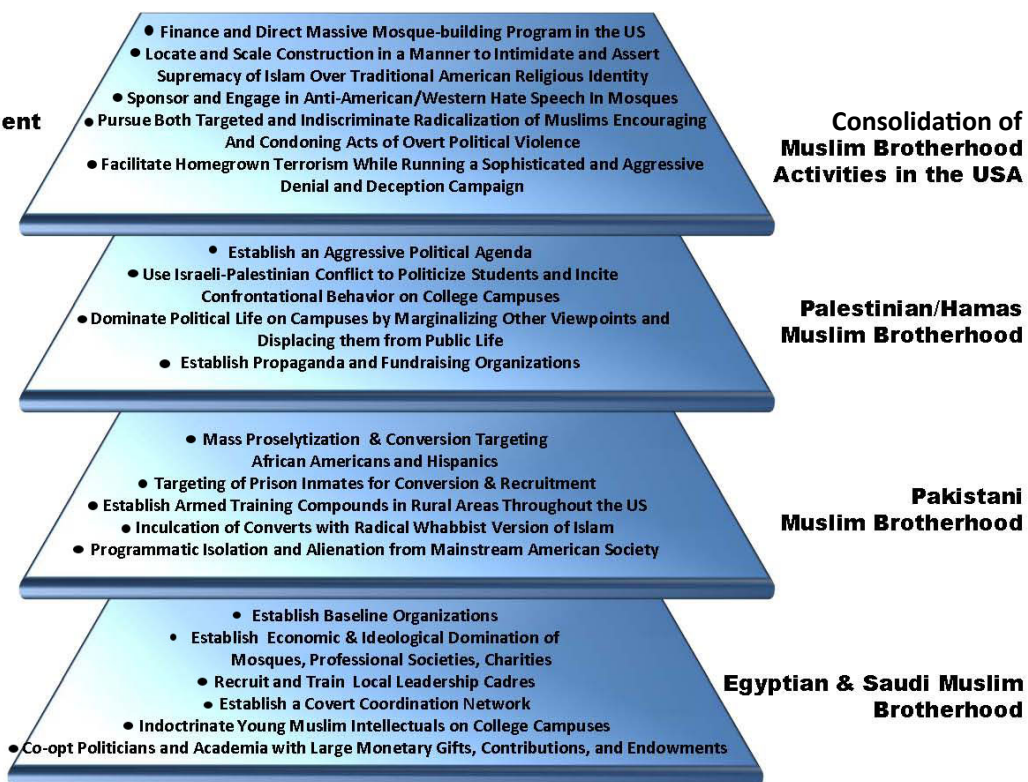 ● Finance and Direct Massive Mosque-building Program in the US
● Locate and Scale Construction in a Manner to Intimidate and Assert
Supremacy of Islam Over Traditional American Religious Identity
● Sponsor and Engage in Anti-American/Western Hate Speech In Mosques
● Pursue Both Targeted and Indiscriminate Radicalization of Muslims Encouraging
And Condoning Acts of Overt Political Violence
● Facilitate Homegrown Terrorism While Running a Sophisticated and Aggressive
Denial and Deception Campaign
ent
Consolidation of
Muslim Brotherhood
Activities in the USA
● Establish an Aggressive Political Agenda
● Use Israeli-Palestinian Conflict to Politicize Students and Incite
Confrontational Behavior on College Campuses
● Dominate Political Life on Campuses by Marginalizing Other Viewpoints and
Displacing them from Public Life
● Establish Propaganda and Fundraising Organizations
Palestinian/Hamas
Muslim Brotherhood
● Mass Proselytization & Conversion Targeting
African Americans and Hispanics
● Targeting of Prison Inmates for Conversion & Recruitment
● Establish Armed Training Compounds in Rural Areas Throughout the US
● Inculcation of Converts with Radical Whabbist Version of Islam
● Programmatic Isolation and Alienation from Mainstream American Society
Pakistani
Muslim Brotherhood
● Establish Baseline Organizations
● Establish Economic & Ideological Domination of
Mosques, Professional Societies, Charities
● Recruit and Train Local Leadership Cadres
● Establish a Covert Coordination Network
● Indoctrinate Young Muslim Intellectuals on College Campuses
● Co-opt Politicians and Academia with Large Monetary Gifts, Contributions, and Endowments
Egyptian & Saudi Muslim
Brotherhood